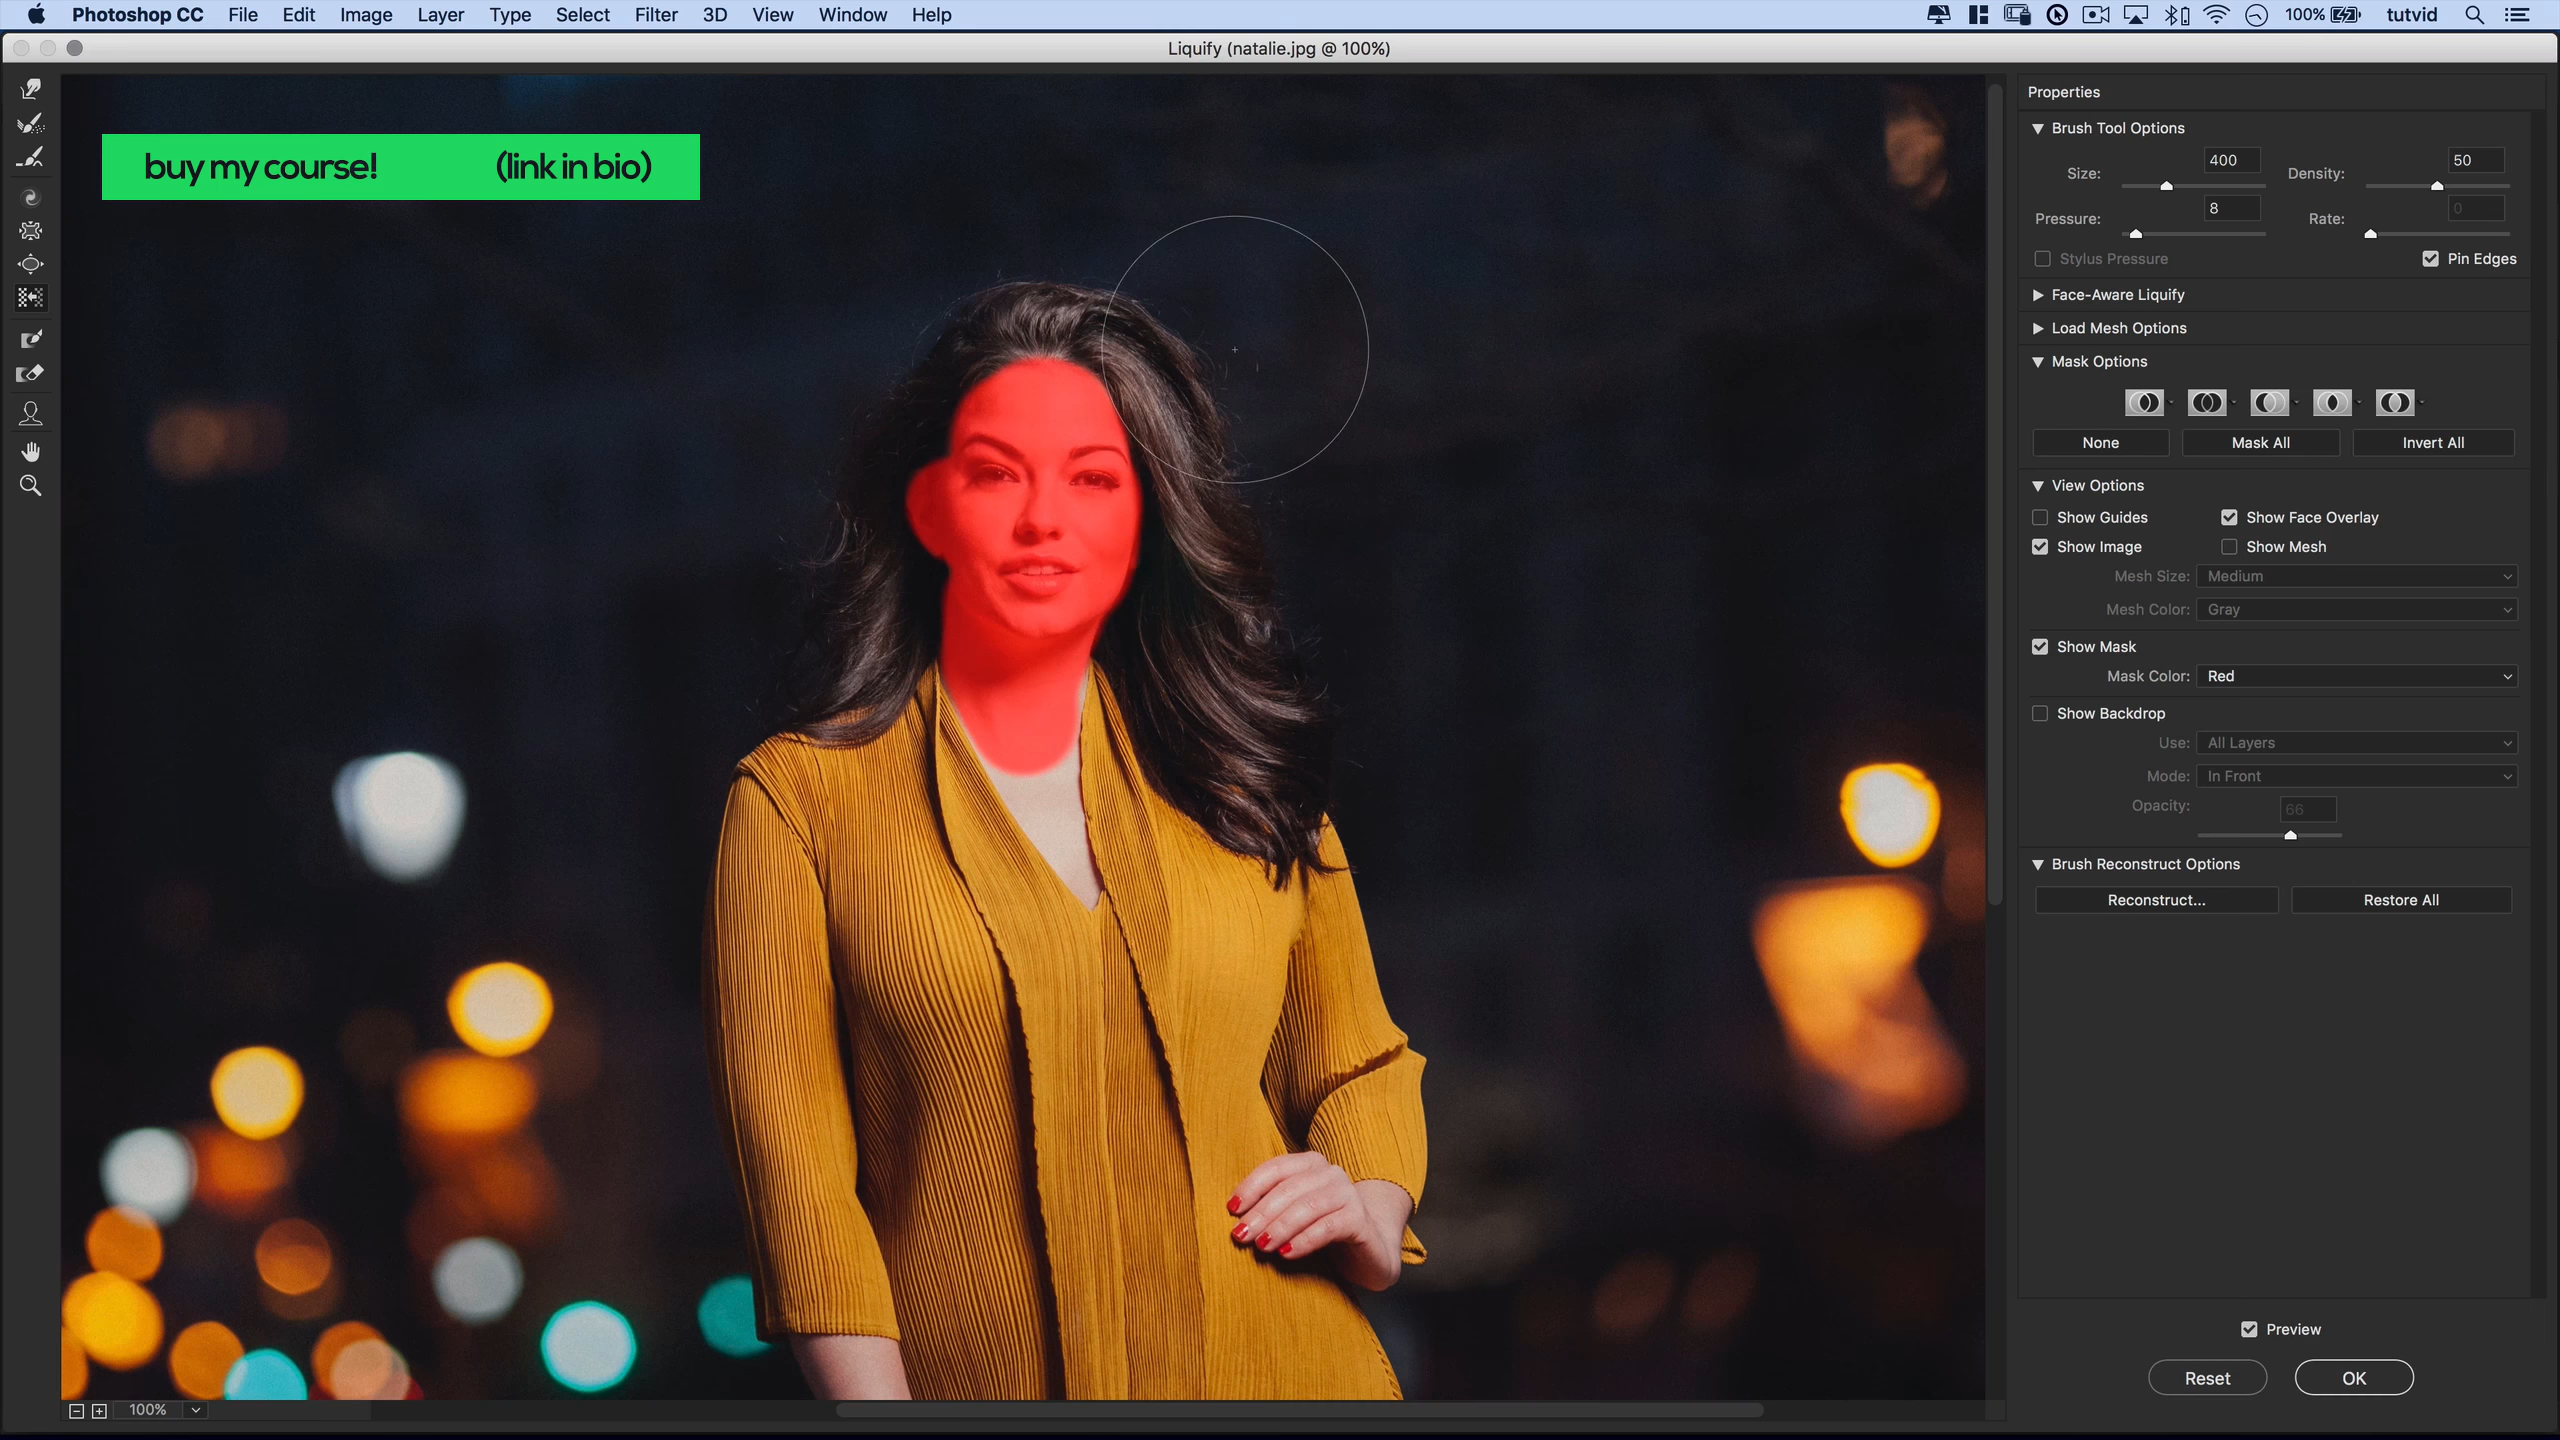 Photoshop CC File Edit Image Layer Type Select Filter 3D View Window Help 100% tutvid
Liquify (natalie.jpg @ 100%)
buy my course! (link in bio)
Properties
Brush Tool Options
Size: 400 Density: 50
Pressure: 8 Rate: 0
Stylus Pressure Pin Edges
Face-Aware Liquify
Load Mesh Options
Mask Options
None Mask All Invert All
View Options
Show Guides Show Face Overlay
Show Image Show Mesh
Mesh Size: Medium
Mesh Color: Gray
Show Mask
Mask Color: Red
Show Backdrop
Use: All Layers
Mode: In Front
Opacity: 66
Brush Reconstruct Options
Reconstruct... Restore All
Preview
Reset OK
100%